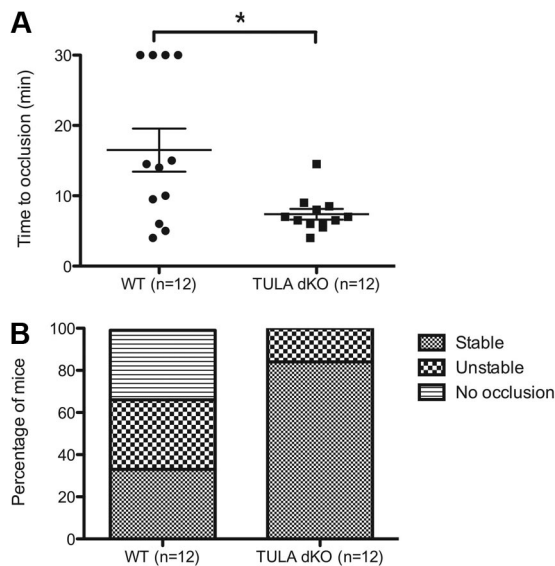 A
*
Time to occlusion (min)
30
20
10
0
WT (n=12)
TULA dKO (n=12)
B
Percentage of mice
100
80
60
40
20
0
WT (n=12)
TULA dKO (n=12)
Stable
Unstable
No occlusion